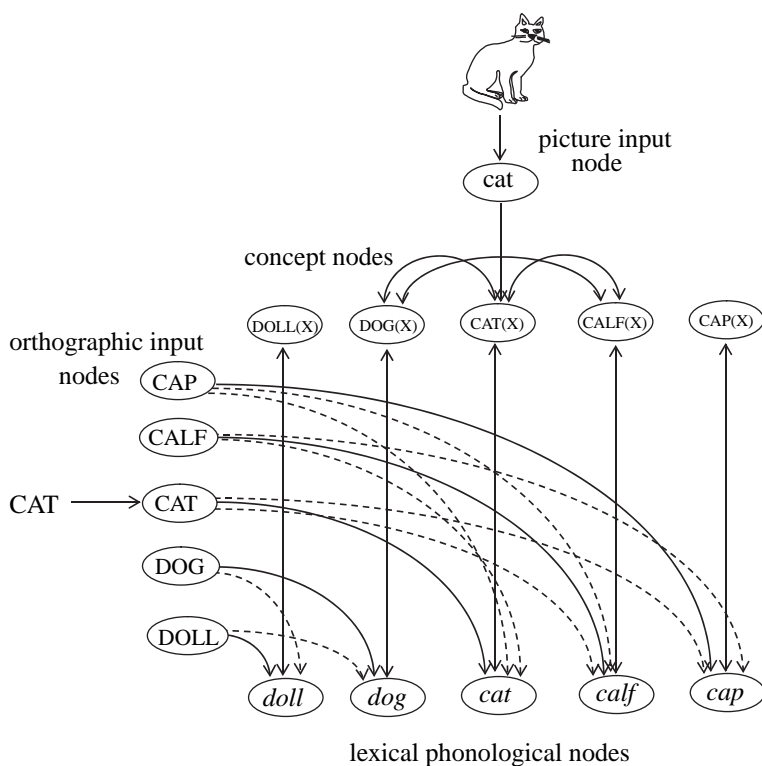 picture input
node
cat
concept nodes
DOLL(X) DOG(X) CAT(X) CALF(X) CAP(X)
orthographic input
nodes
CAP
CALF
CAT CAT
DOG
DOLL
doll dog cat calf cap
lexical phonological nodes